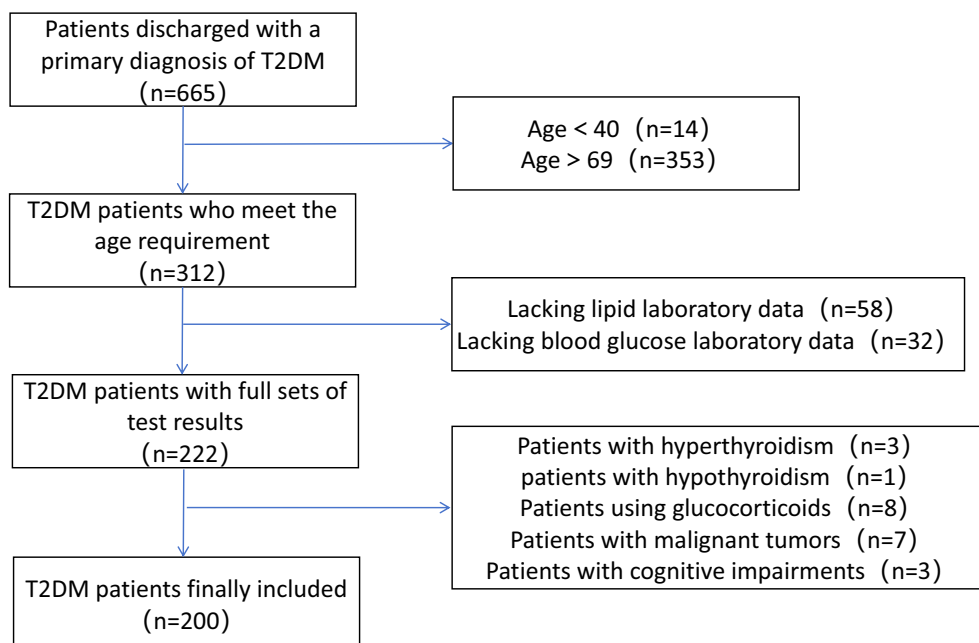 Patients discharged with a
primary diagnosis of T2DM
（n=665）
Age < 40（n=14）
Age > 69（n=353）
T2DM patients who meet the
age requirement
（n=312）
Lacking lipid laboratory data（n=58）
Lacking blood glucose laboratory data（n=32）
T2DM patients with full sets of
test results
（n=222）
Patients with hyperthyroidism（n=3）
patients with hypothyroidism（n=1）
Patients using glucocorticoids（n=8）
Patients with malignant tumors（n=7）
Patients with cognitive impairments（n=3）
T2DM patients finally included
（n=200）